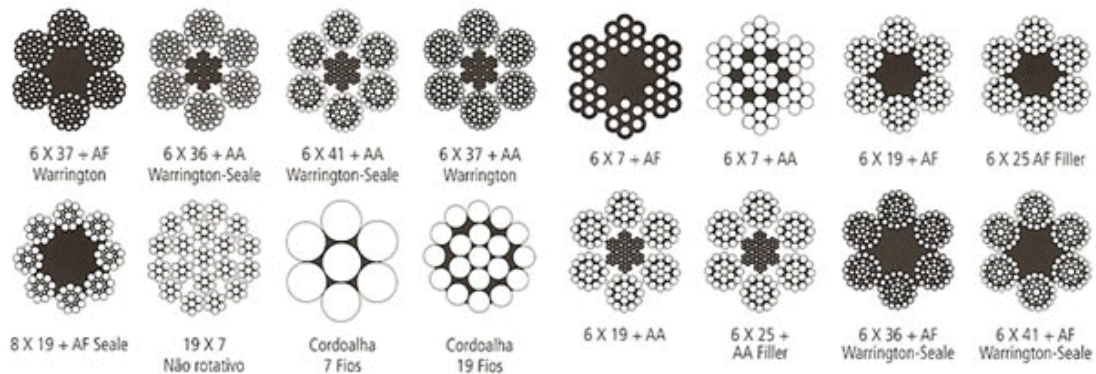 6 X 37 + AF
Warrington
6 X 36 + AA
Warrington-Seale
6 X 41 + AA
Warrington-Seale
6 X 37 + AA
Warrington
6 X 7 + AF
6 X 7 + AA
6 X 19 + AF
6 X 25 AF Filler
8 X 19 + AF Seale
19 X 7
Não rotativo
Cordoalha
7 Fios
Cordoalha
19 Fios
6 X 19 + AA
6 X 25 +
AA Filler
6 X 36 + AF
Warrington-Seale
6 X 41 + AF
Warrington-Seale